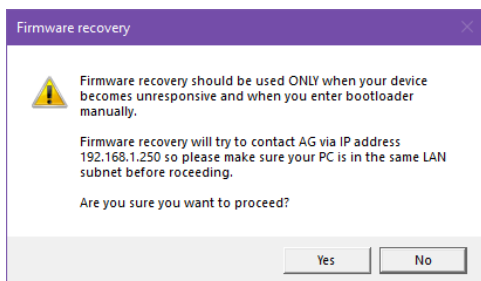 Firmware recovery
Firmware recovery should be used ONLY when your device
becomes unresponsive and when you enter bootloader
manually.
Firmware recovery will try to contact AG via IP address
192.168.1.250 so please make sure your PC is in the same LAN
subnet before roceeding.
Are you sure you want to proceed?
Yes
No